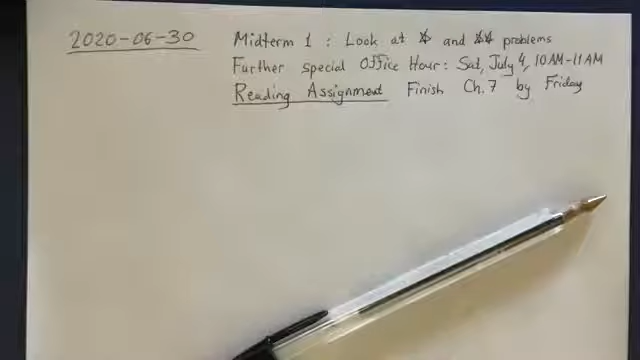 2020-06-30
Midterm 1 : Look at ☆ and ☆☆ problems
Further special Office Hour: Sat, July 4, 10AM-11AM
Reading Assignment Finish Ch. 7 by Friday